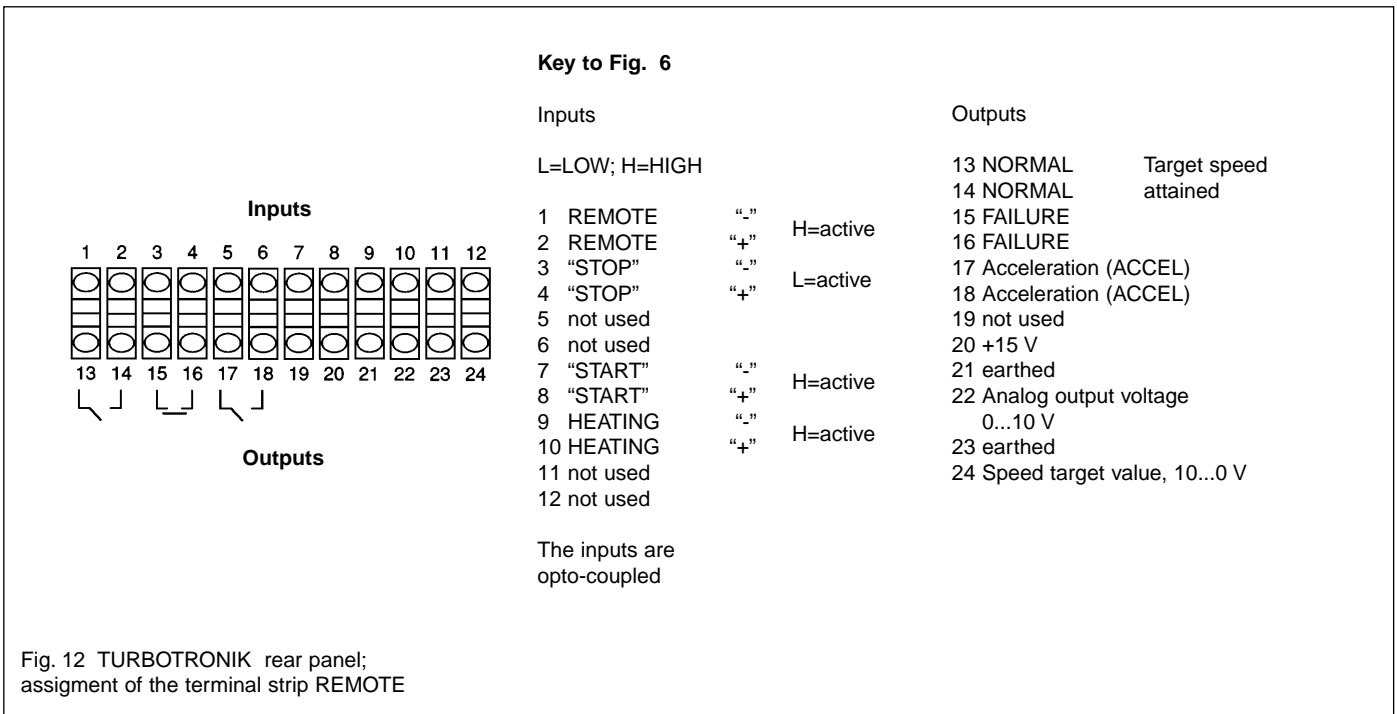 Key to Fig. 6
Inputs
L=LOW; H=HIGH
1 REMOTE “-”
H=active
2 REMOTE “+”
3 “STOP” “-”
L=active
4 “STOP” “+”
5 not used
6 not used
7 “START” “-”
H=active
8 “START” “+”
9 HEATING “-”
H=active
10 HEATING “+”
11 not used
12 not used
The inputs are
opto-coupled
Outputs
13 NORMAL Target speed
14 NORMAL attained
15 FAILURE
16 FAILURE
17 Acceleration (ACCEL)
18 Acceleration (ACCEL)
19 not used
20 +15 V
21 earthed
22 Analog output voltage
0...10 V
23 earthed
24 Speed target value, 10...0 V
Inputs
1 2 3 4 5 6 7 8 9 10 11 12
13 14 15 16 17 18 19 20 21 22 23 24
Outputs
Fig. 12 TURBOTRONIK rear panel;
assigment of the terminal strip REMOTE